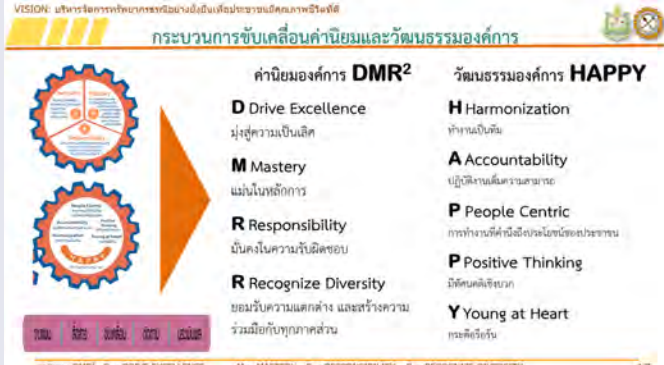 VISION: บริหารจัดการทรัพยากรธรณีอย่างยั่งยืนเพื่อประชาชนมีคุณภาพชีวิตที่ดี
กระบวนการขับเคลื่อนค่านิยมและวัฒนธรรมองค์การ
ค่านิยมองค์การ DMR²
D Drive Excellence
มุ่งสู่ความเป็นเลิศ
M Mastery
แม่นในหลักการ
R Responsibility
มั่นคงในความรับผิดชอบ
R Recognize Diversity
ยอมรับความแตกต่าง และสร้างความ
ร่วมมือกับทุกภาคส่วน
วัฒนธรรมองค์การ HAPPY
H Harmonization
ทำงานเป็นทีม
A Accountability
ปฏิบัติงานเต็มความสามารถ
P People Centric
การทำงานที่คำนึงถึงประโยชน์ของประชาชน
P Positive Thinking
มีทัศนคติเชิงบวก
Y Young at Heart
กระตือรือร้น
สื่อสาร ขับเคลื่อน